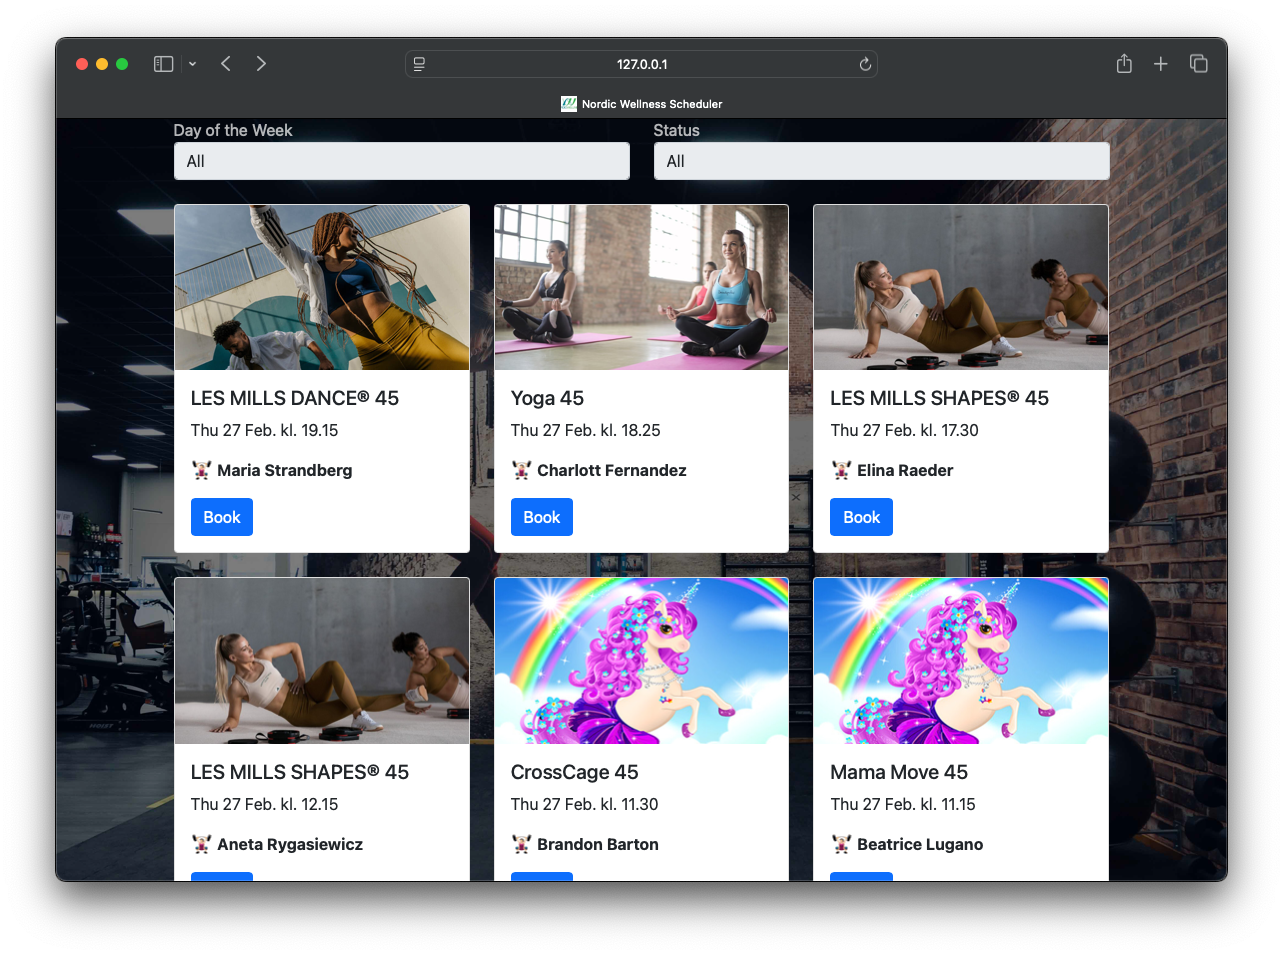 127.0.0.1
Nordic Wellness Scheduler
Day of the Week
Status
All
All
LES MILLS DANCE® 45
Thu 27 Feb. kl. 19.15
Maria Strandberg
Book
Yoga 45
Thu 27 Feb. kl. 18.25
Charlott Fernandez
Book
LES MILLS SHAPES® 45
Thu 27 Feb. kl. 17.30
Elina Raeder
Book
LES MILLS SHAPES® 45
Thu 27 Feb. kl. 12.15
Aneta Rygasiewicz
CrossCage 45
Thu 27 Feb. kl. 11.30
Brandon Barton
Mama Move 45
Thu 27 Feb. kl. 11.15
Beatrice Lugano